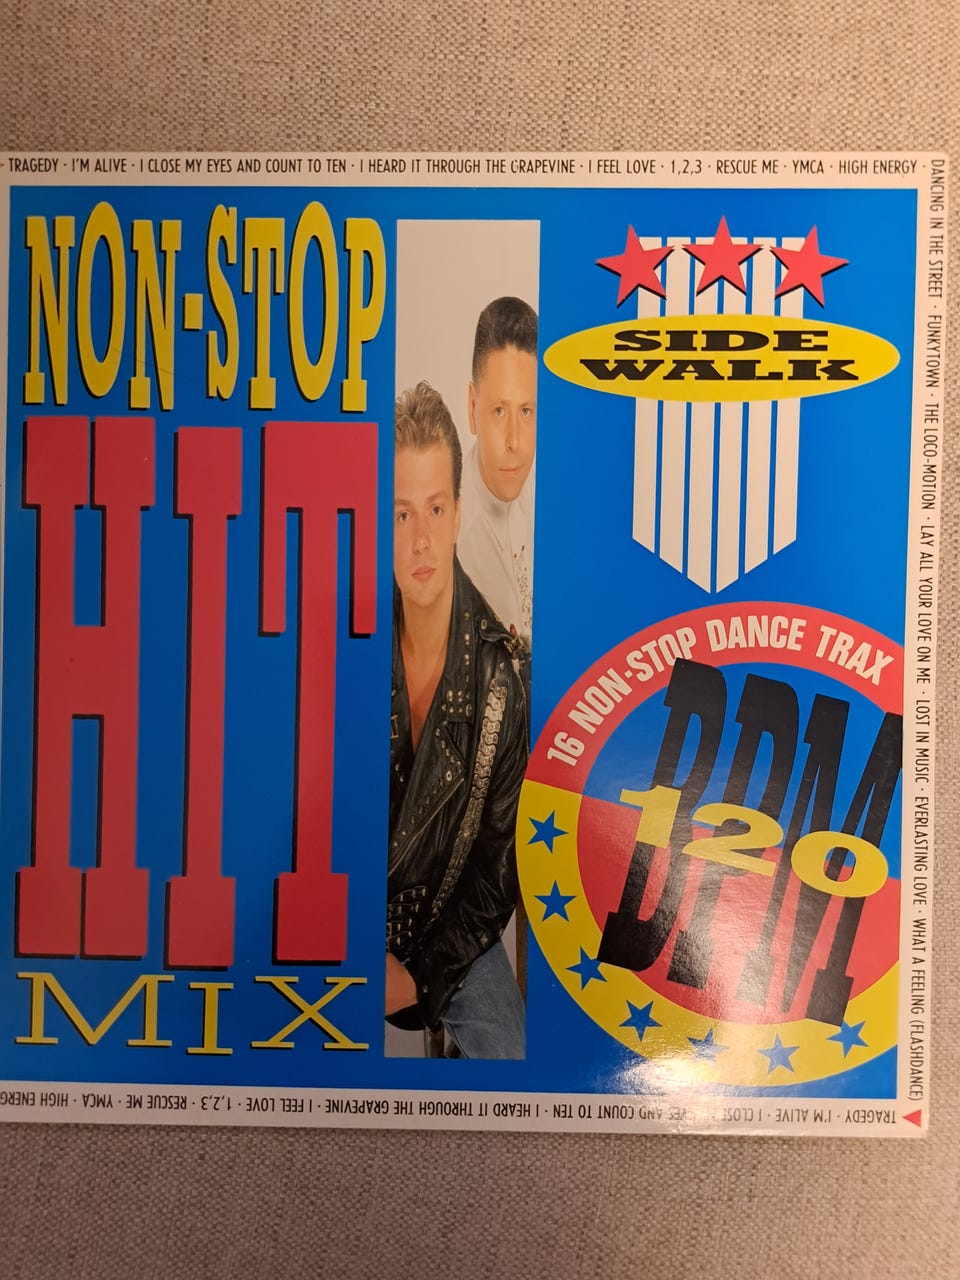 TRAGEDY · I'M ALIVE · I CLOSE MY EYES AND COUNT TO TEN · I HEARD IT THROUGH THE GRAPEVINE · I FEEL LOVE · 1,2,3 · RESCUE ME · YMCA · HIGH ENERGY ·
DANCING IN THE STREET · FUNKYTOWN · THE LOCO-MOTION · LAY ALL YOUR LOVE ON ME · LOST IN MUSIC · EVERLASTING LOVE · WHAT A FEELING (FLASHDANCE)
NON-STOP
HIT
MIX
SIDE
WALK
16 NON-STOP DANCE TRAX
120
BPM
TRAGEDY · I'M ALIVE · I CLOSE AND COUNT TO TEN · I HEARD IT THROUGH THE GRAPEVINE · I FEEL LOVE · 1,2,3 · RESCUE ME · YMCA · HIGH ENERG